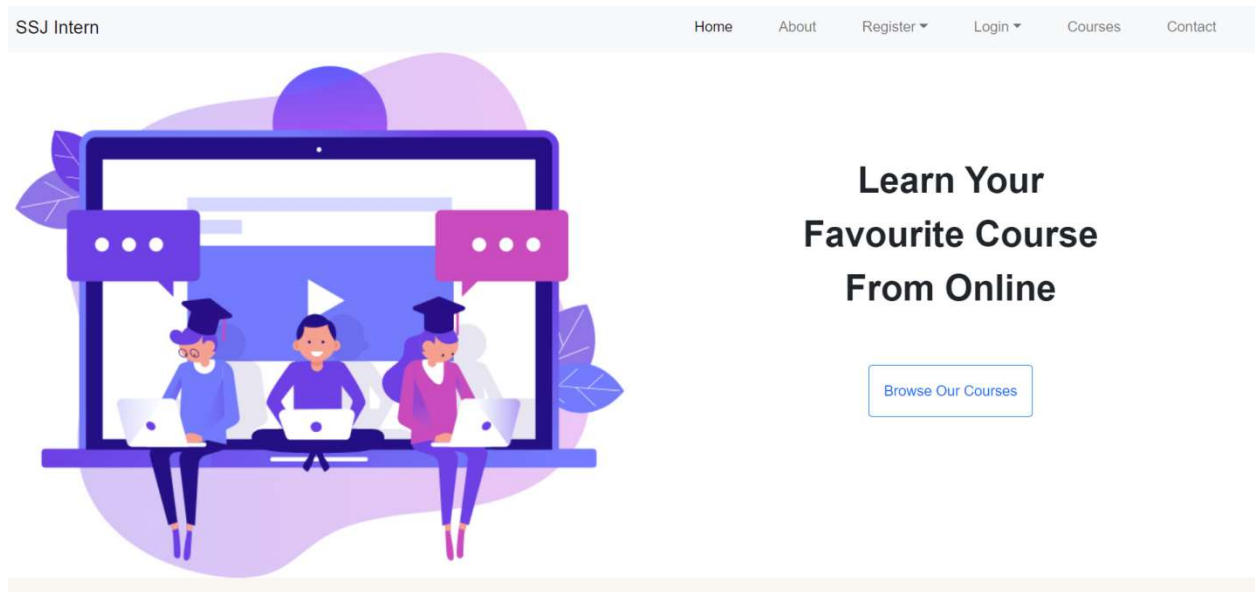 SSJ Intern
Home About Register Login Courses Contact
Learn Your
Favourite Course
From Online
Browse Our Courses